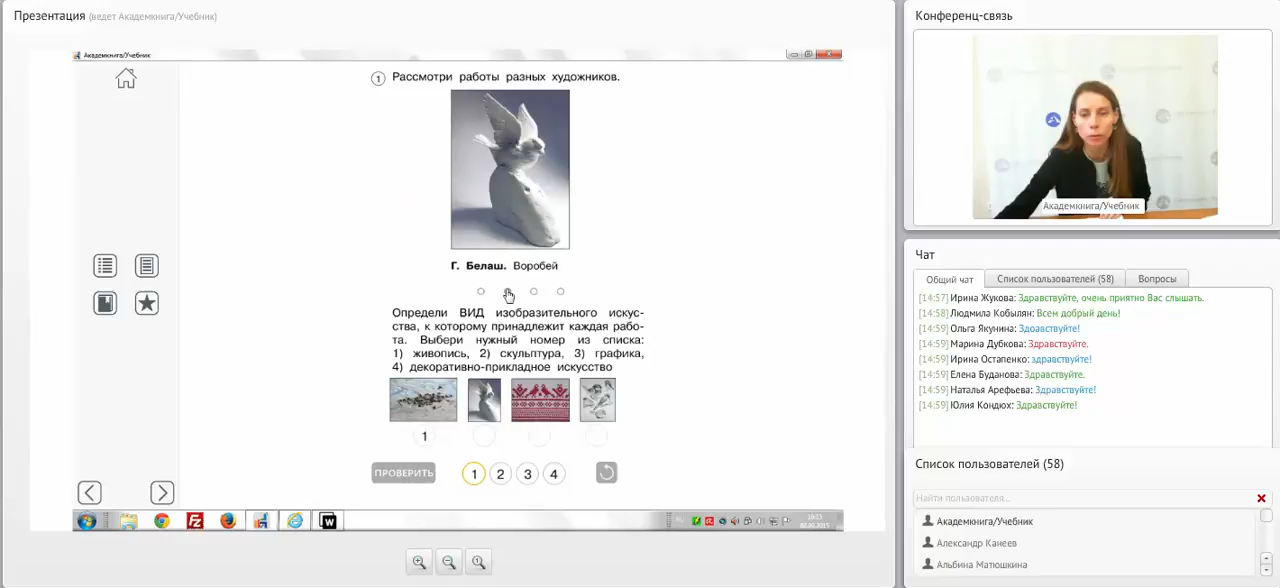 Презентация (ведет Академкнига/Учебник)
Академкнига/Учебник
1 Рассмотри работы разных художников.
Г. Белаш. Воробей
Определи ВИД изобразительного искус-
ства, к которому принадлежит каждая рабо-
та. Выбери нужный номер из списка:
1) живопись, 2) скульптура, 3) графика,
4) декоративно-прикладное искусство
1
ПРОВЕРИТЬ 1 2 3 4
Конференц-связь
Академкнига/Учебник
Чат
Общий чат Список пользователей (58) Вопросы
[14:57] Ирина Жукова: Здравствуйте, очень приятно Вас слышать.
[14:58] Людмила Кобылян: Всем добрый день!
[14:59] Ольга Якунина: Здоавствуйте!
[14:59] Марина Дубкова: Здравствуйте.
[14:59] Ирина Остапенко: здравствуйте!
[14:59] Елена Буданова: Здравствуйте.
[14:59] Наталья Арефьева: Здравствуйте!
[14:59] Юлия Кондюх: Здравствуйте!
Список пользователей (58)
Найти пользователя...
Академкнига/Учебник
Александр Канеев
Альбина Матюшкина